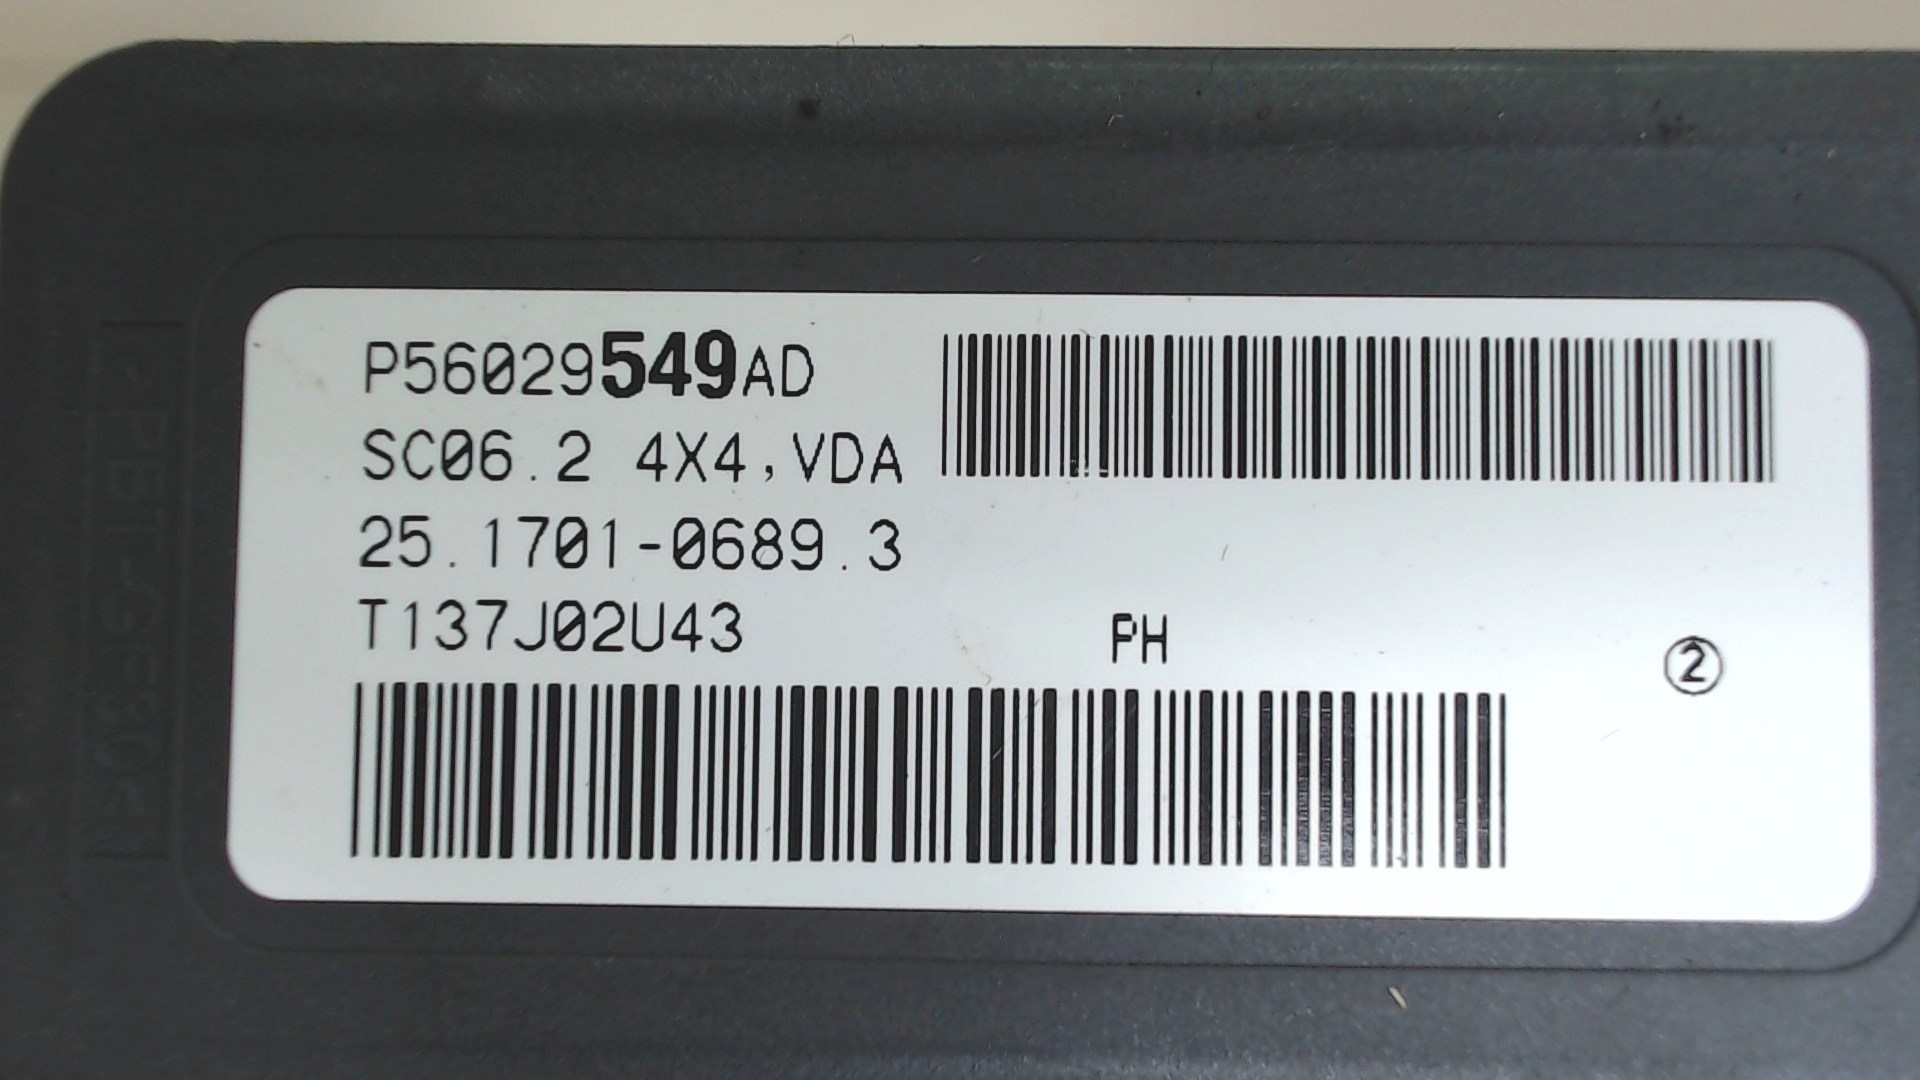 P56029549AD
SC06.2 4X4,VDA
25.1701-0689.3
T137J02U43
PH
2